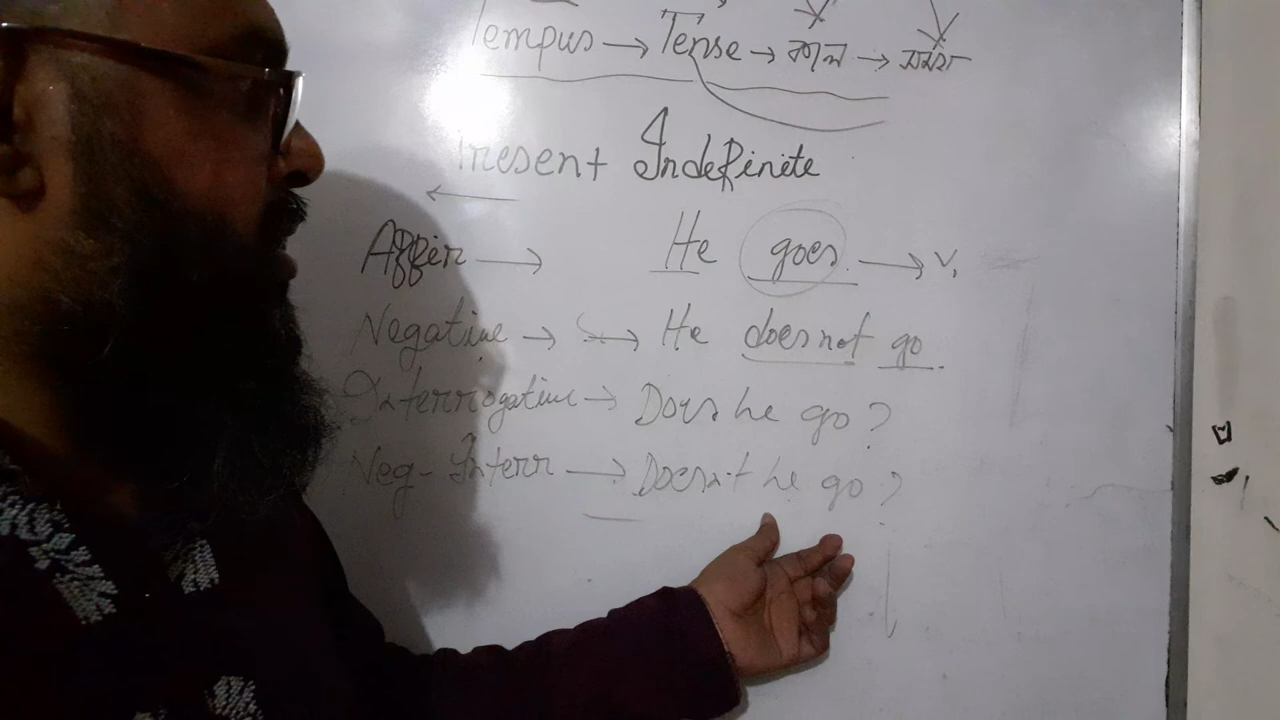 Tempus → Tense → কাল → সময়
Present Indefinite
Affir → He goes. → V₁
Negative → He does not go.
Interrogative → Does he go?
Neg-Interr → Doesn't he go?